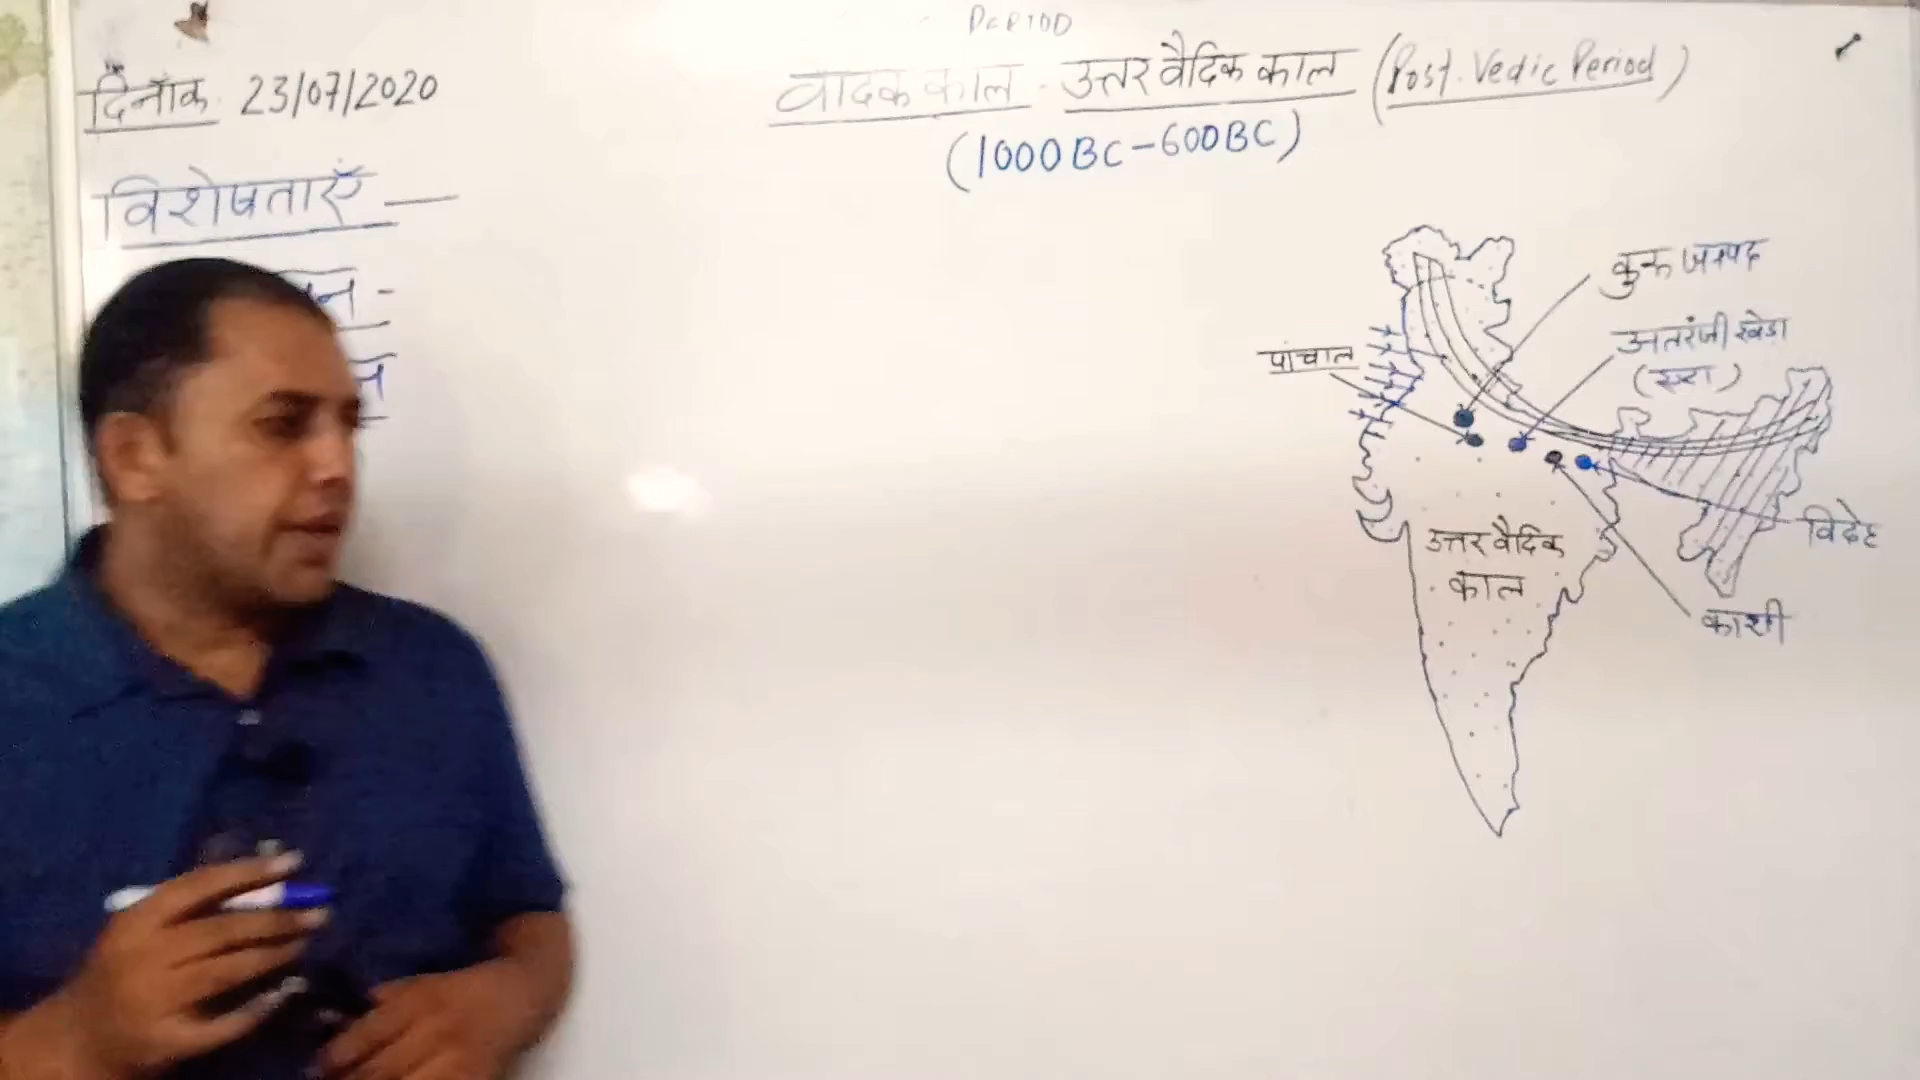 PERIOD
दिनाँक 23/07/2020
वैदिक काल - उत्तर वैदिक काल (Post. Vedic Period)
(1000BC-600BC)
विशेषताएँ —
कुरू जनपद
अतरंजी खेड़ा
(एटा)
पांचाल
उत्तर वैदिक
काल
विदेह
काशी